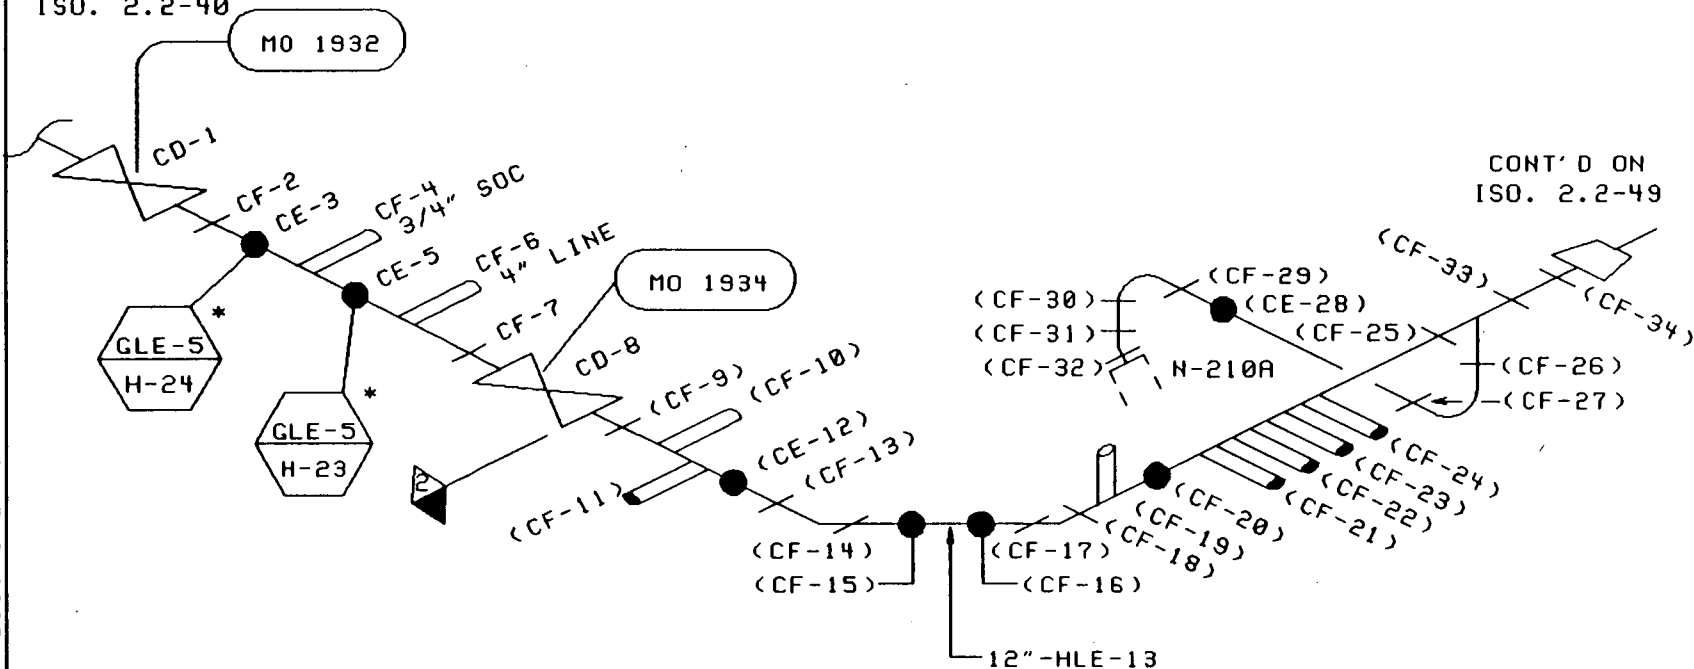 ISO. 2.2-40
MO 1932
CD-1
CF-2
CE-3
CF-4
3/4" SOC
CE-5
CF-6
4" LINE
CF-7
MO 1934
CD-8
GLE-5
H-24
*
GLE-5
H-23
*
2
(CF-9)
(CF-10)
(CF-11)
(CE-12)
(CF-13)
(CF-14)
(CF-15)
(CF-16)
(CF-17)
12"-HLE-13
(CF-18)
(CF-19)
(CF-20)
(CF-21)
(CF-22)
(CF-23)
(CF-24)
(CF-25)
(CF-26)
(CF-27)
(CE-28)
(CF-29)
(CF-30)
(CF-31)
(CF-32)
N-210A
(CF-33)
(CF-34)
CONT'D ON
ISO. 2.2-49